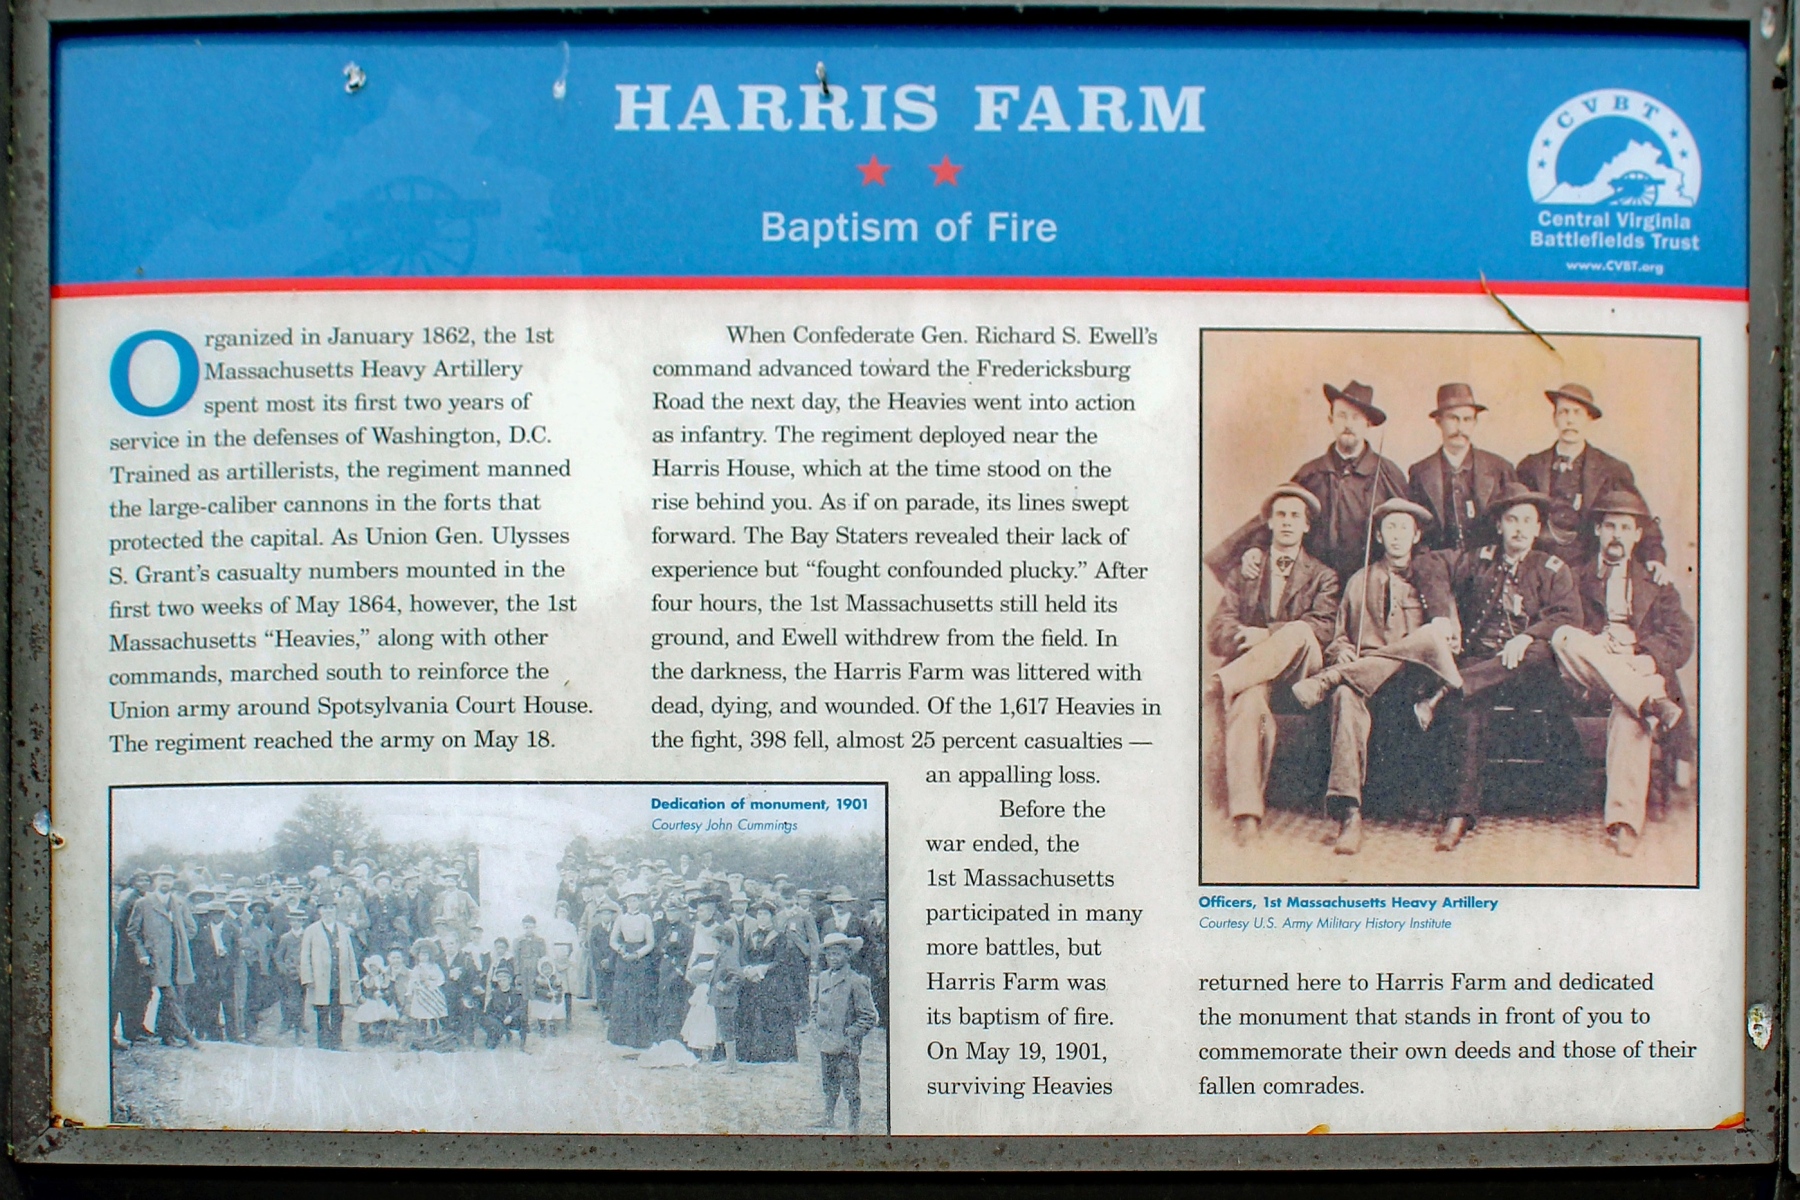 HARRIS FARM
Baptism of Fire
CVBT
Central Virginia
Battlefields Trust
www.CVBT.org
Organized in January 1862, the 1st
Massachusetts Heavy Artillery
spent most its first two years of
service in the defenses of Washington, D.C.
Trained as artillerists, the regiment manned
the large-caliber cannons in the forts that
protected the capital. As Union Gen. Ulysses
S. Grant's casualty numbers mounted in the
first two weeks of May 1864, however, the 1st
Massachusetts "Heavies," along with other
commands, marched south to reinforce the
Union army around Spotsylvania Court House.
The regiment reached the army on May 18.
When Confederate Gen. Richard S. Ewell's
command advanced toward the Fredericksburg
Road the next day, the Heavies went into action
as infantry. The regiment deployed near the
Harris House, which at the time stood on the
rise behind you. As if on parade, its lines swept
forward. The Bay Staters revealed their lack of
experience but "fought confounded plucky." After
four hours, the 1st Massachusetts still held its
ground, and Ewell withdrew from the field. In
the darkness, the Harris Farm was littered with
dead, dying, and wounded. Of the 1,617 Heavies in
the fight, 398 fell, almost 25 percent casualties —
an appalling loss.
Before the
war ended, the
1st Massachusetts
participated in many
more battles, but
Harris Farm was
its baptism of fire.
On May 19, 1901,
surviving Heavies
returned here to Harris Farm and dedicated
the monument that stands in front of you to
commemorate their own deeds and those of their
fallen comrades.
Dedication of monument, 1901
Courtesy John Cummings
Officers, 1st Massachusetts Heavy Artillery
Courtesy U.S. Army Military History Institute